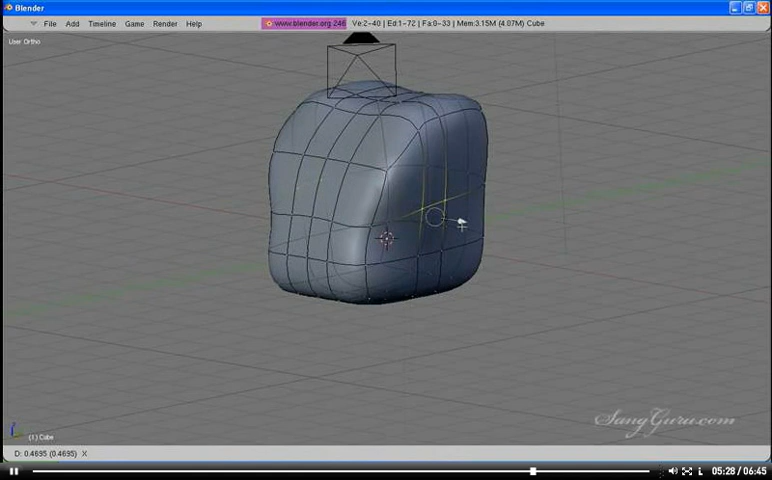 Blender
File Add Timeline Game Render Help www.blender.org 246 Ve:2-40 | Ed:1-72 | Fa:0-33 | Mem:3.15M (4.07M) Cube
User Ortho
SangGuru.com
(1) Cube
D: 0.4695 (0.4695) X
05:28 / 06:45